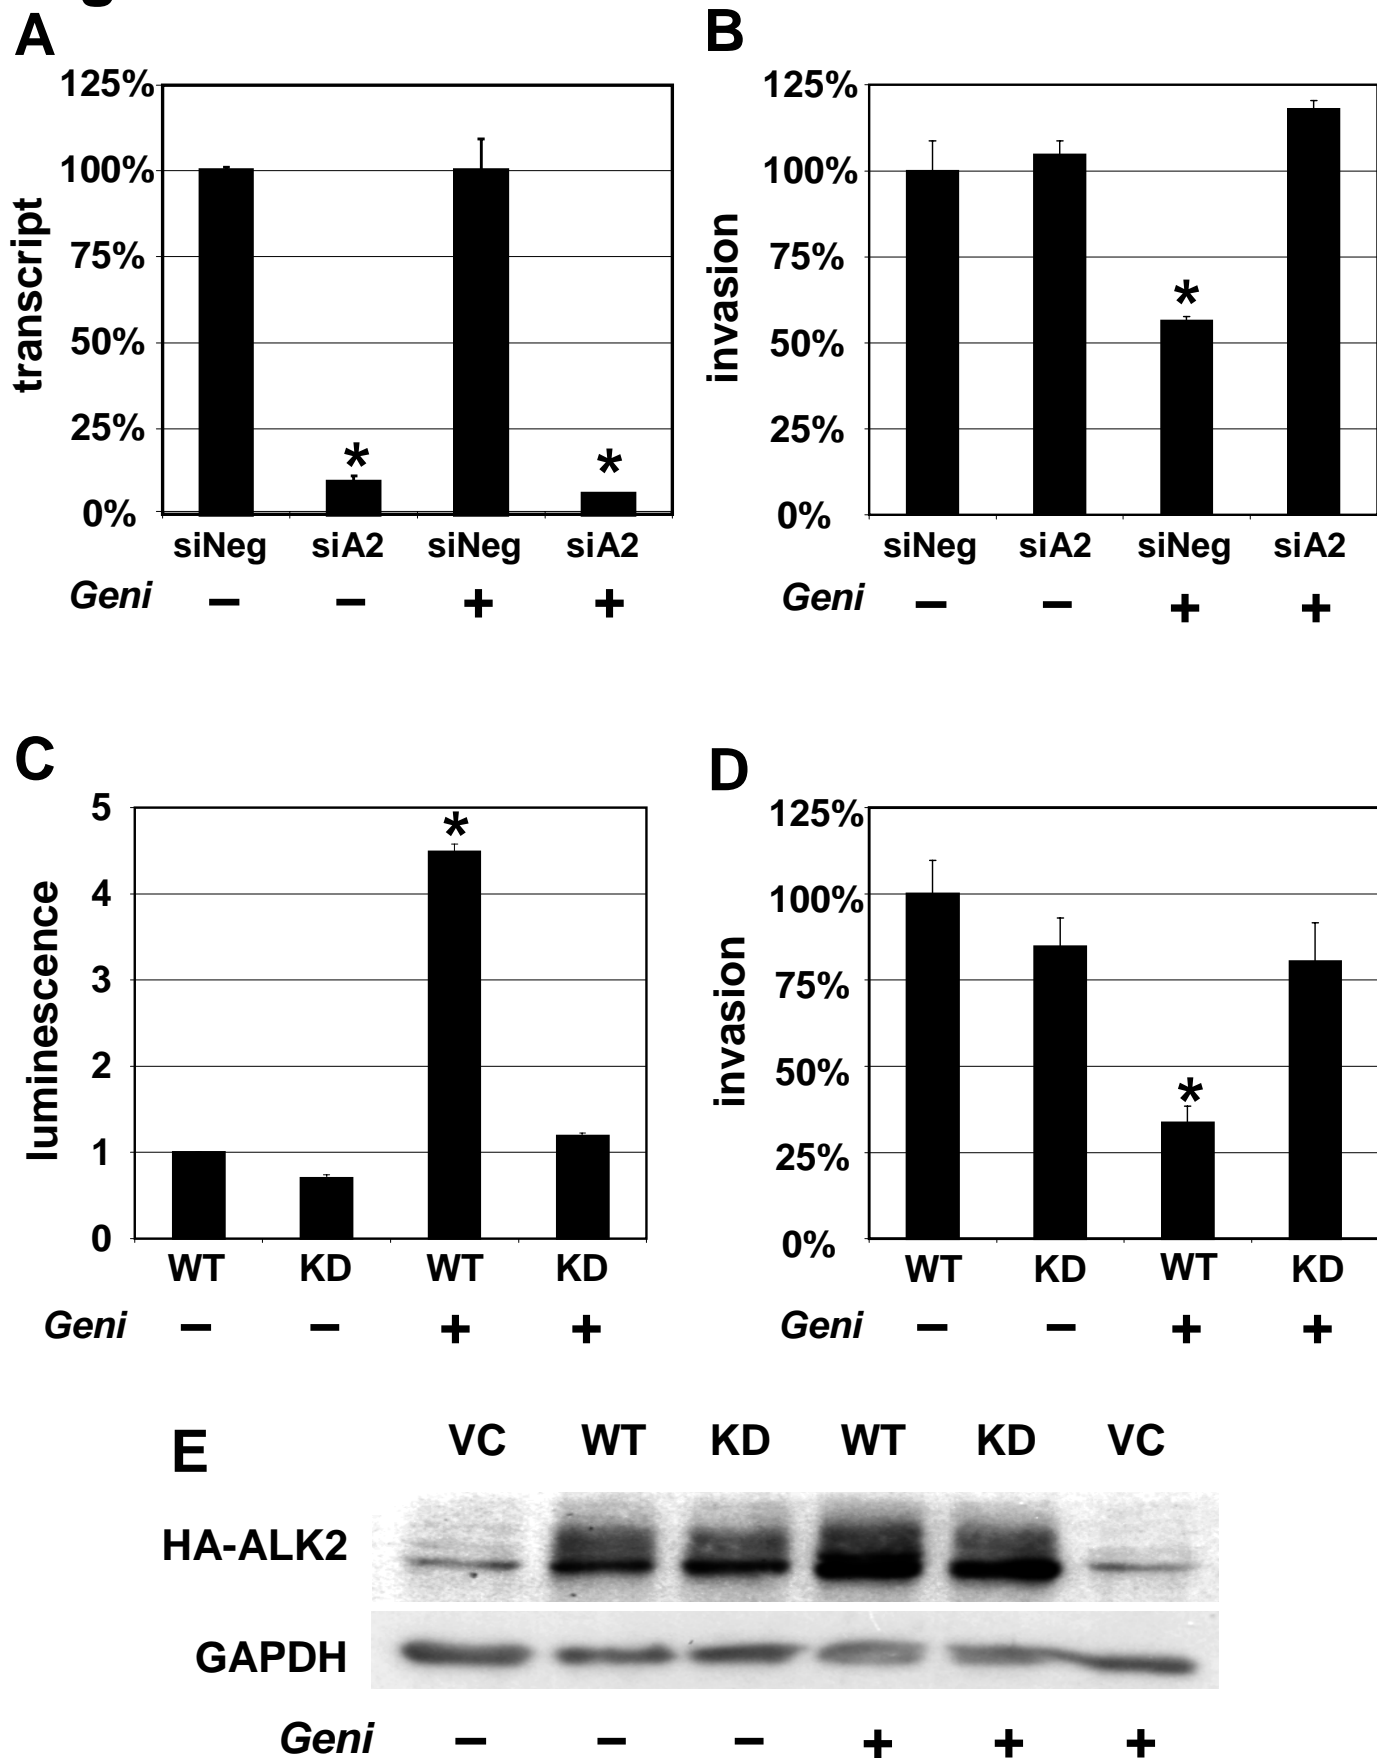 A
125%
100%
75%
50%
25%
0%
transcript
*
*
siNeg siA2 siNeg siA2
Geni − − + +
B
125%
100%
75%
50%
25%
0%
invasion
*
siNeg siA2 siNeg siA2
Geni − − + +
C
5
4
3
2
1
0
luminescence
*
WT KD WT KD
Geni − − + +
D
125%
100%
75%
50%
25%
0%
invasion
*
WT KD WT KD
Geni − − + +
E
VC WT KD WT KD VC
HA-ALK2
GAPDH
Geni − − − + + +